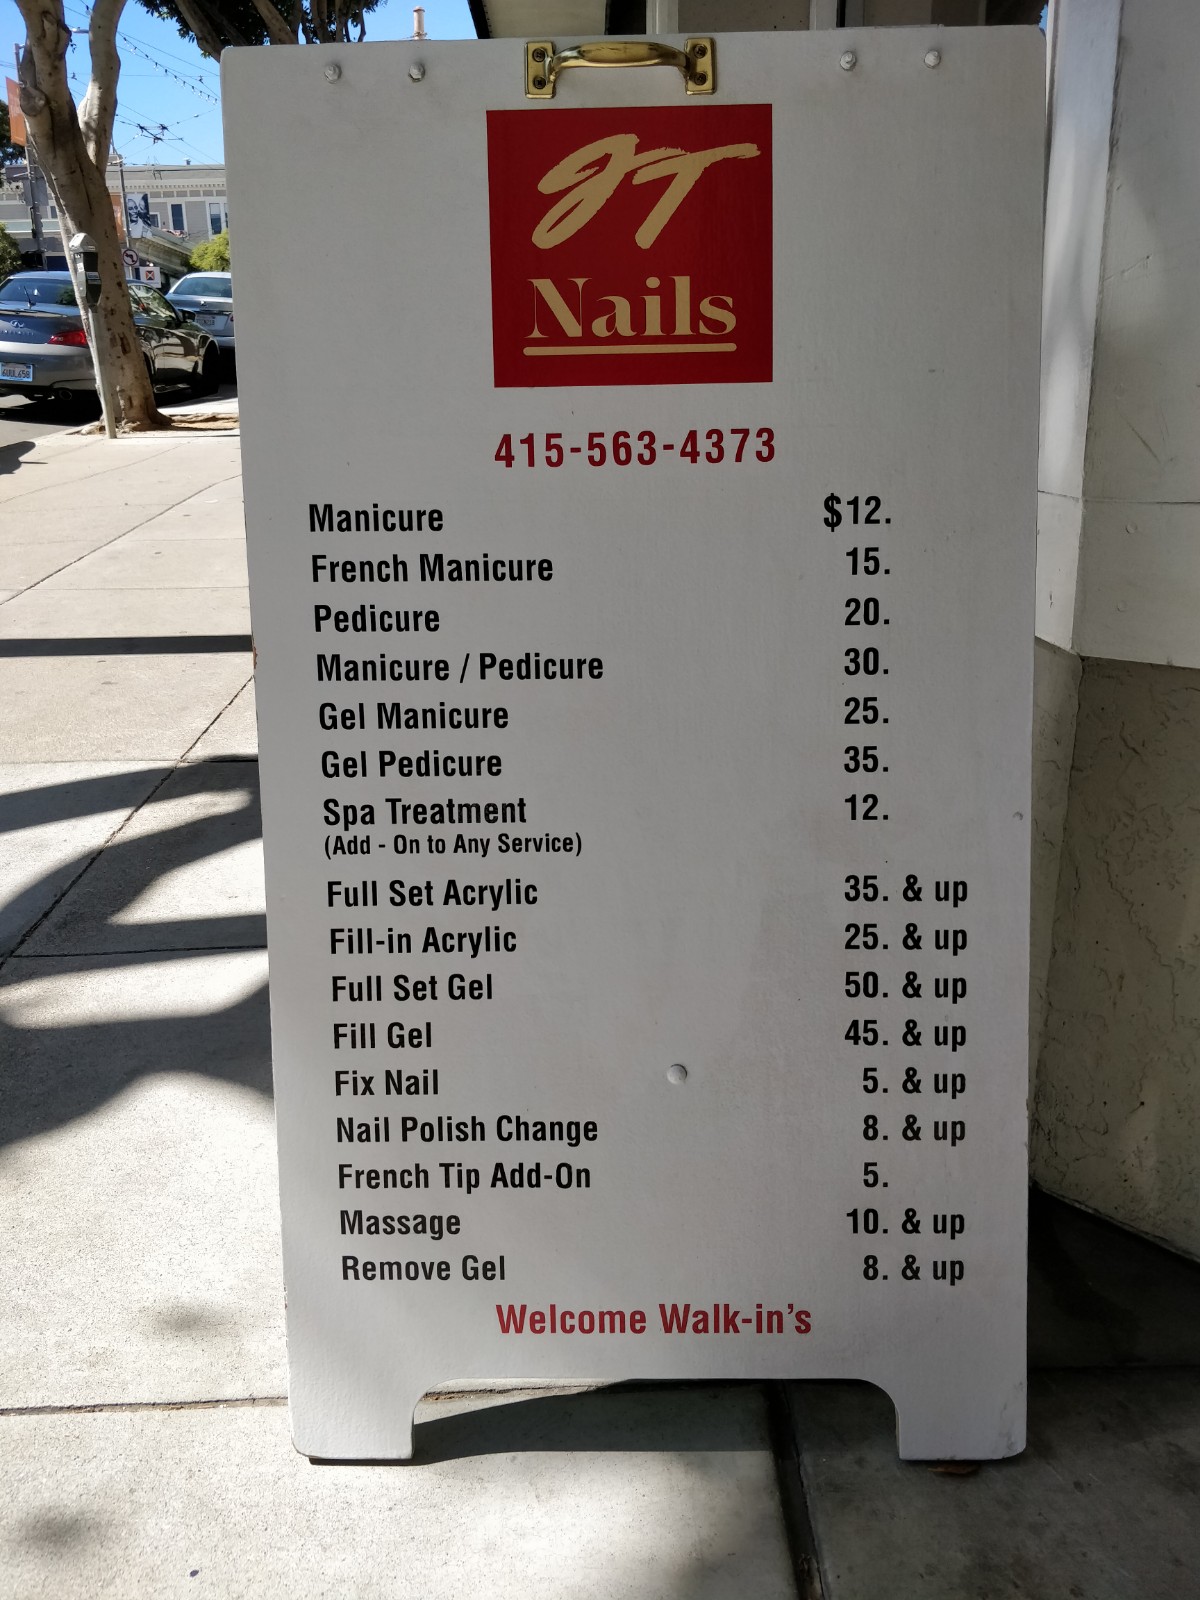 JT
Nails
415-563-4373
Manicure $12.
French Manicure 15.
Pedicure 20.
Manicure / Pedicure 30.
Gel Manicure 25.
Gel Pedicure 35.
Spa Treatment 12.
(Add - On to Any Service)
Full Set Acrylic 35. & up
Fill-in Acrylic 25. & up
Full Set Gel 50. & up
Fill Gel 45. & up
Fix Nail 5. & up
Nail Polish Change 8. & up
French Tip Add-On 5.
Massage 10. & up
Remove Gel 8. & up
Welcome Walk-in's